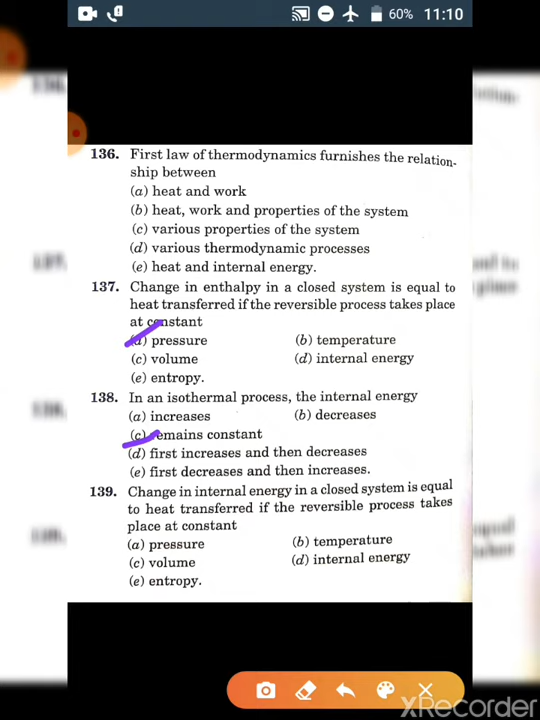 60% 11:10
136. First law of thermodynamics furnishes the relation-
ship between
(a) heat and work
(b) heat, work and properties of the system
(c) various properties of the system
(d) various thermodynamic processes
(e) heat and internal energy.
137. Change in enthalpy in a closed system is equal to
heat transferred if the reversible process takes place
at constant
(a) pressure (b) temperature
(c) volume (d) internal energy
(e) entropy.
138. In an isothermal process, the internal energy
(a) increases (b) decreases
(c) remains constant
(d) first increases and then decreases
(e) first decreases and then increases.
139. Change in internal energy in a closed system is equal
to heat transferred if the reversible process takes
place at constant
(a) pressure (b) temperature
(c) volume (d) internal energy
(e) entropy.
XRecorder